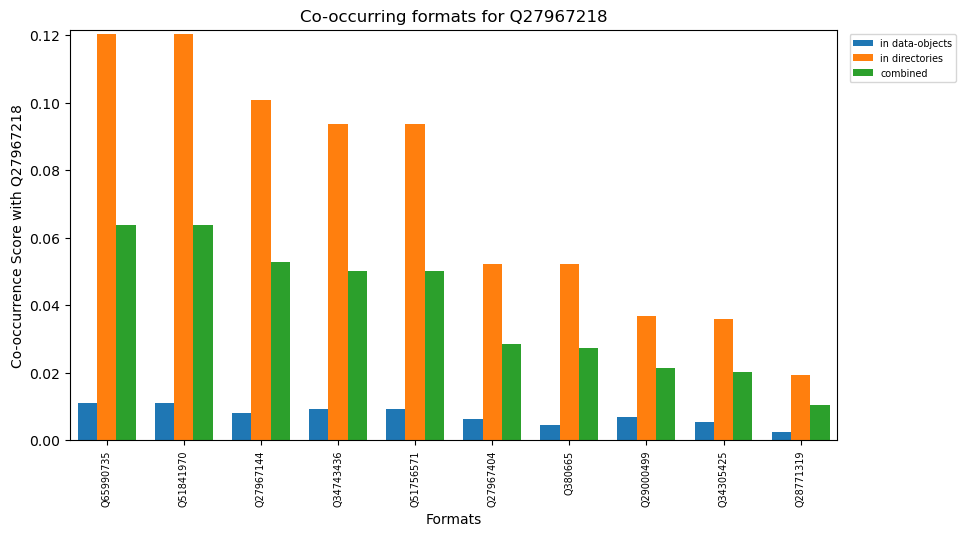 Co-occurring formats for Q27967218
in data-objects
in directories
combined
Co-occurrence Score with Q27967218
0.12
0.10
0.08
0.06
0.04
0.02
0.00
Q65990735
Q51841970
Q27967144
Q34743436
Q51756571
Q27967404
Q380665
Q29000499
Q34305425
Q28771319
Formats